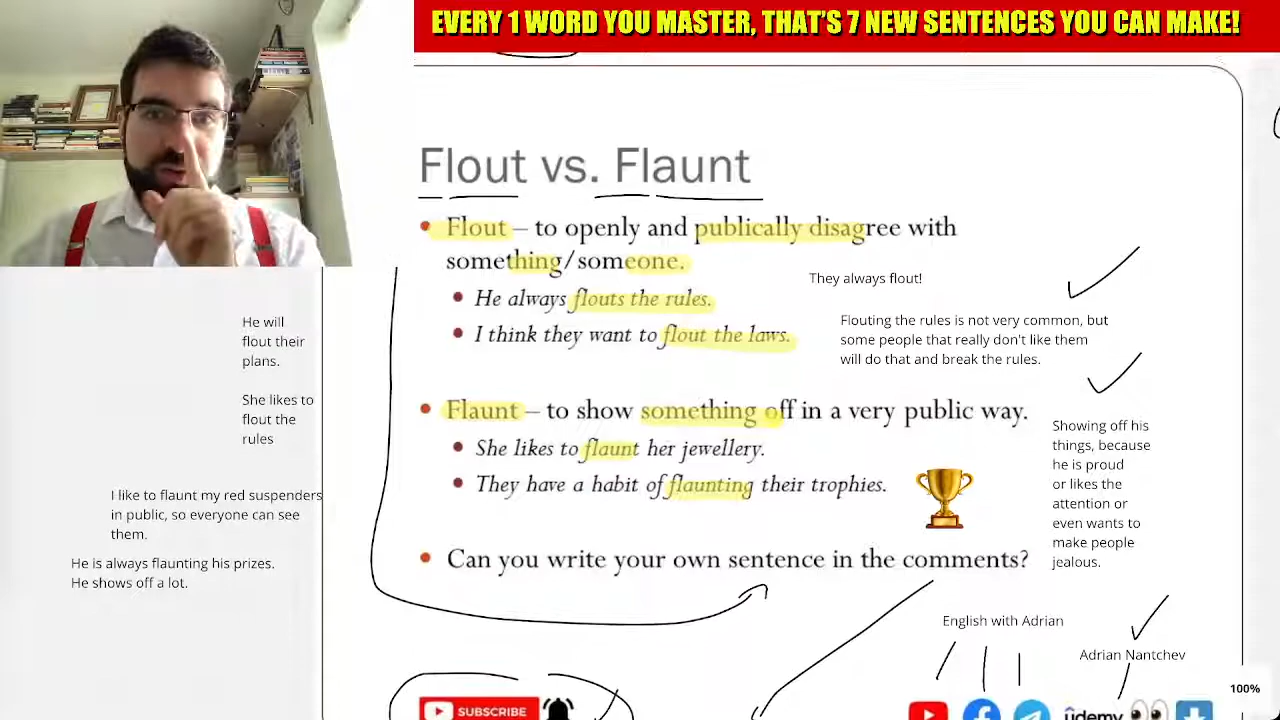 EVERY 1 WORD YOU MASTER, THAT'S 7 NEW SENTENCES YOU CAN MAKE!
Flout vs. Flaunt
Flout – to openly and publically disagree with
something/someone.
He always flouts the rules.
I think they want to flout the laws.
They always flout!
Flouting the rules is not very common, but
some people that really don't like them
will do that and break the rules.
He will
flout their
plans.
She likes to
flout the
rules
Flaunt – to show something off in a very public way.
She likes to flaunt her jewellery.
They have a habit of flaunting their trophies.
Showing off his
things, because
he is proud
or likes the
attention or
even wants to
make people
jealous.
I like to flaunt my red suspenders
in public, so everyone can see
them.
He is always flaunting his prizes.
He shows off a lot.
Can you write your own sentence in the comments?
English with Adrian
Adrian Nantchev
100%
SUBSCRIBE
udemy